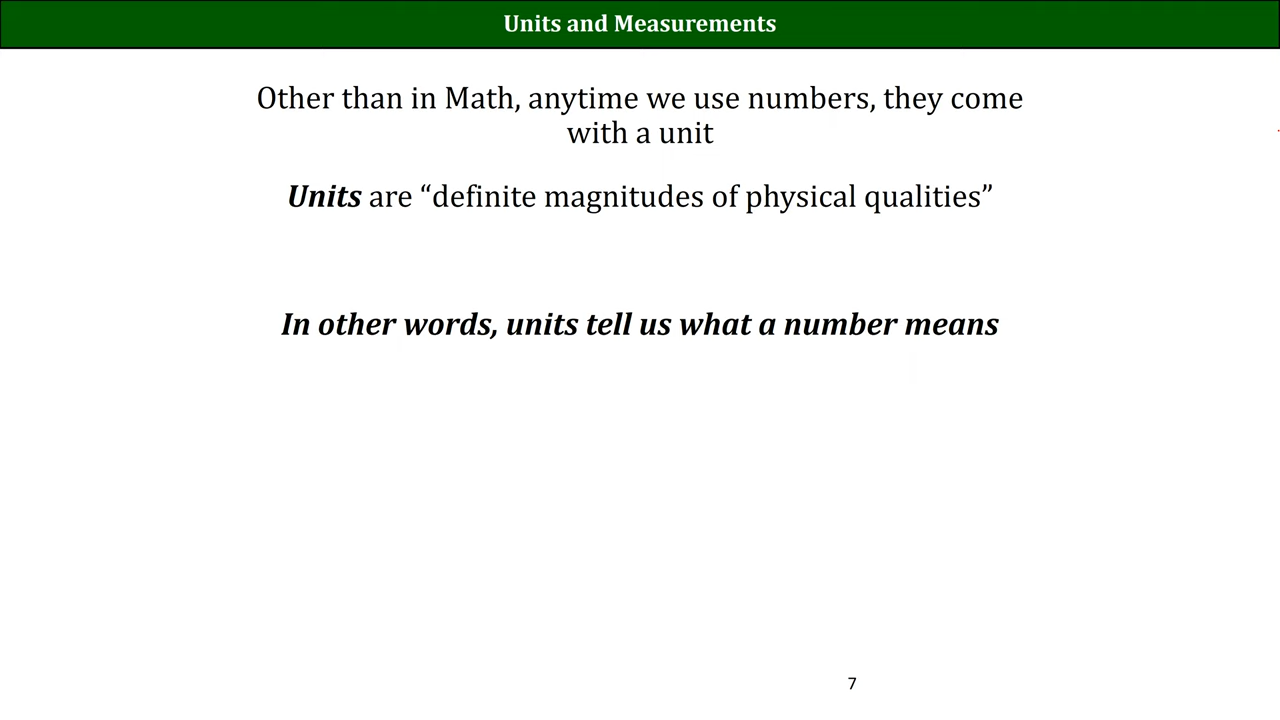 Units and Measurements
Other than in Math, anytime we use numbers, they come
with a unit
Units are “definite magnitudes of physical qualities”
In other words, units tell us what a number means
7